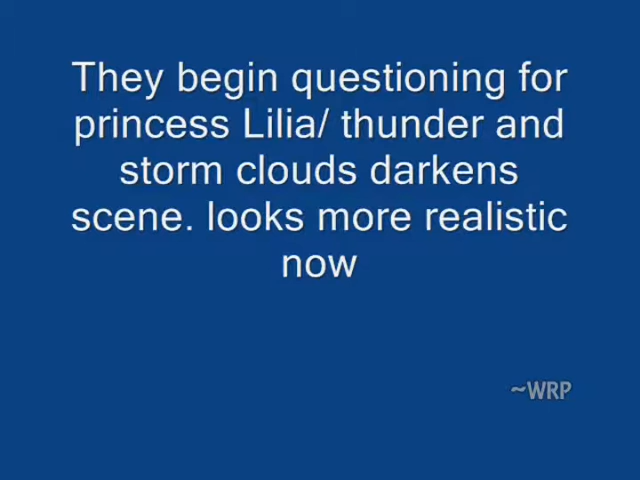 They begin questioning for
princess Lilia/ thunder and
storm clouds darkens
scene. looks more realistic
now
~WRP